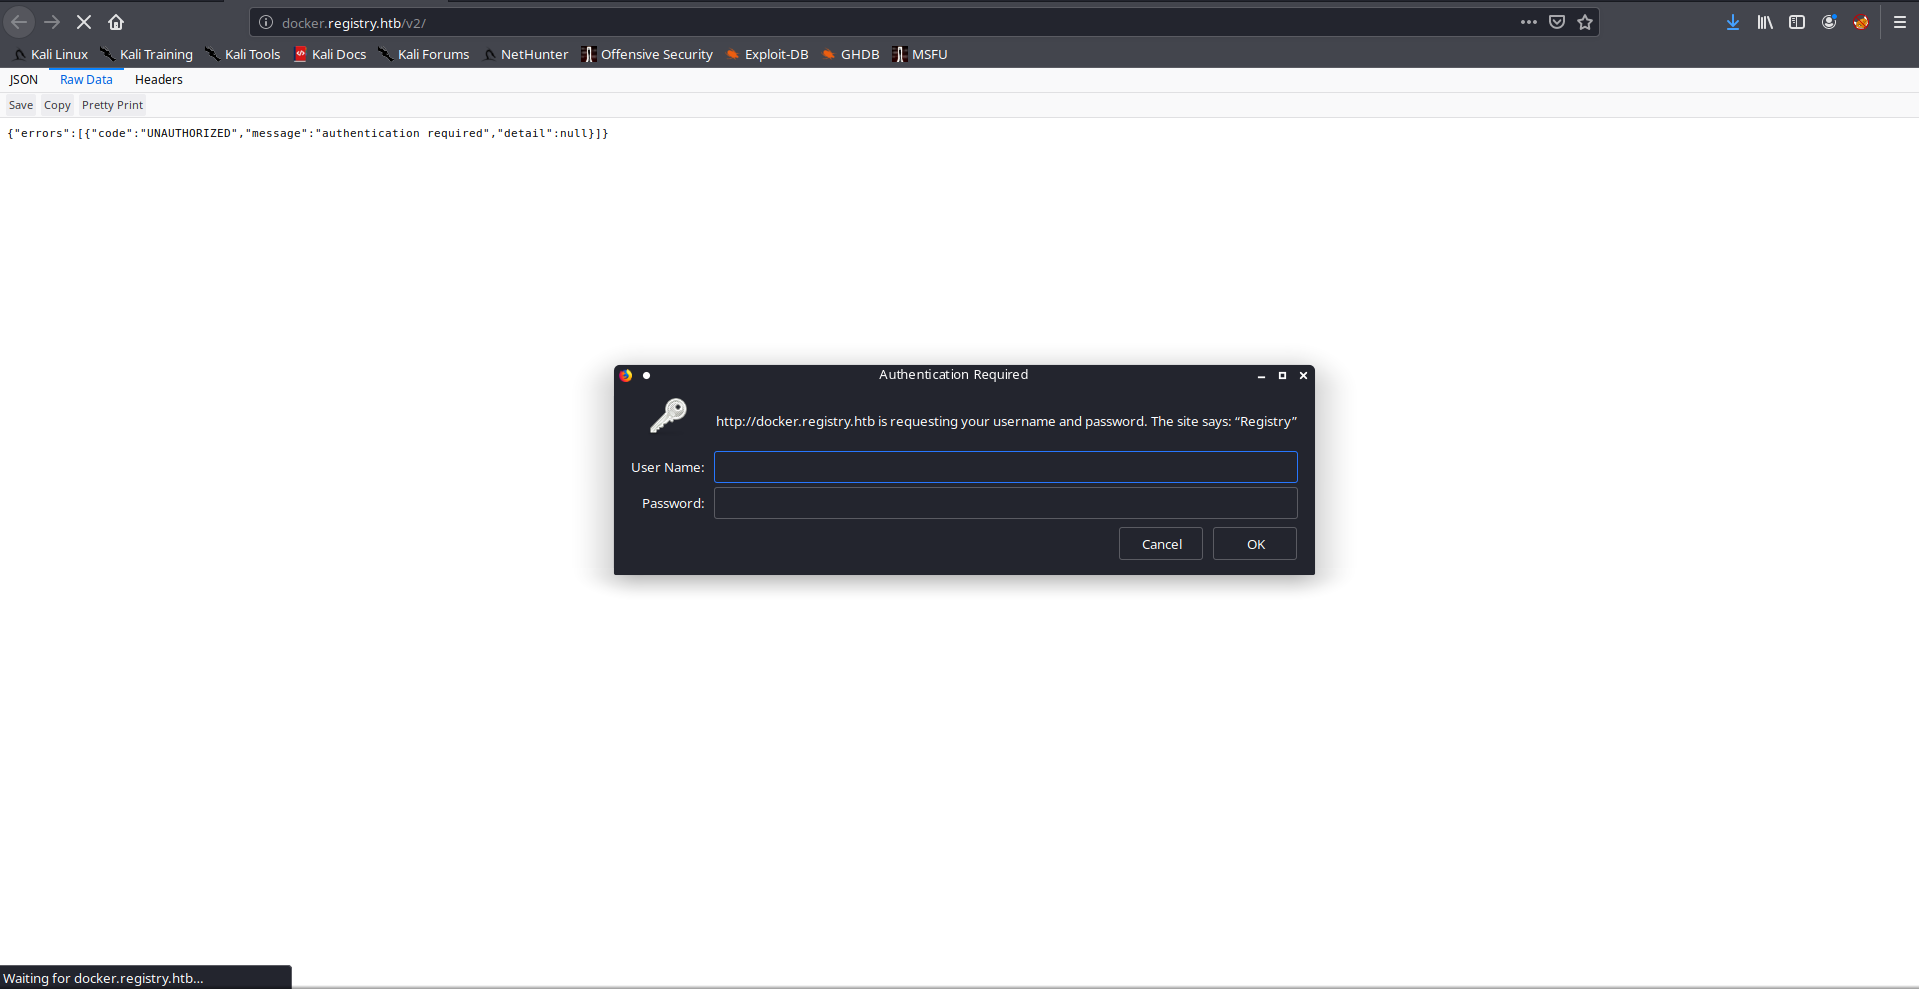 docker.registry.htb/v2/
Kali Linux Kali Training Kali Tools Kali Docs Kali Forums NetHunter Offensive Security Exploit-DB GHDB MSFU
JSON Raw Data Headers
Save Copy Pretty Print
{"errors":[{"code":"UNAUTHORIZED","message":"authentication required","detail":null}]}
Authentication Required
http://docker.registry.htb is requesting your username and password. The site says: “Registry”
User Name:
Password:
Cancel OK
Waiting for docker.registry.htb...